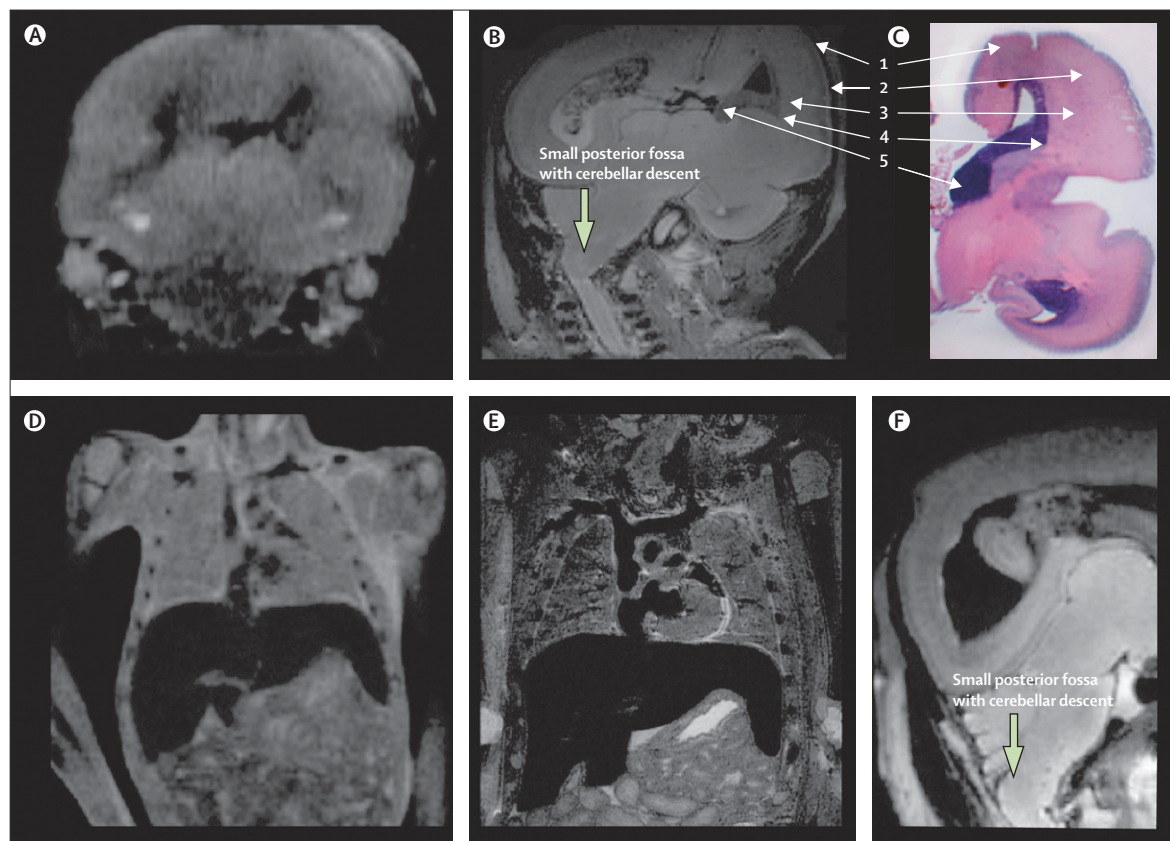 A
B
C
1
2
3
4
5
Small posterior fossa
with cerebellar descent
D
E
F
Small posterior fossa
with cerebellar descent